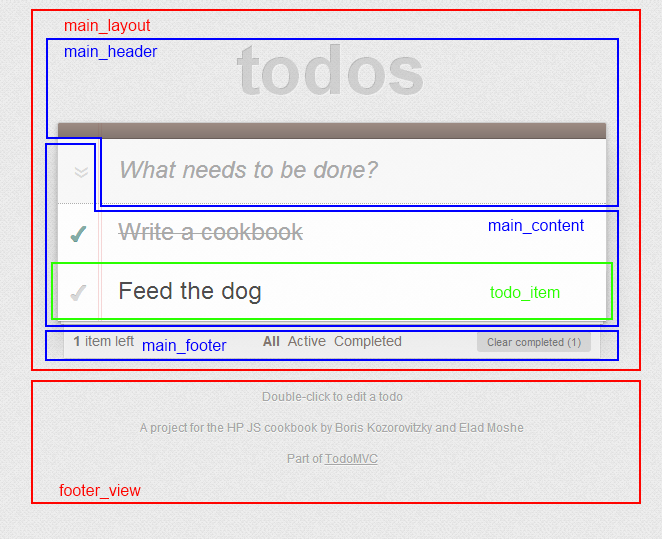 main_layout
main_header
todos
What needs to be done?
Write a cookbook
main_content
Feed the dog
todo_item
1 item left main_footer All Active Completed Clear completed (1)
Double-click to edit a todo
A project for the HP JS cookbook by Boris Kozorovitzky and Elad Moshe
Part of TodoMVC
footer_view